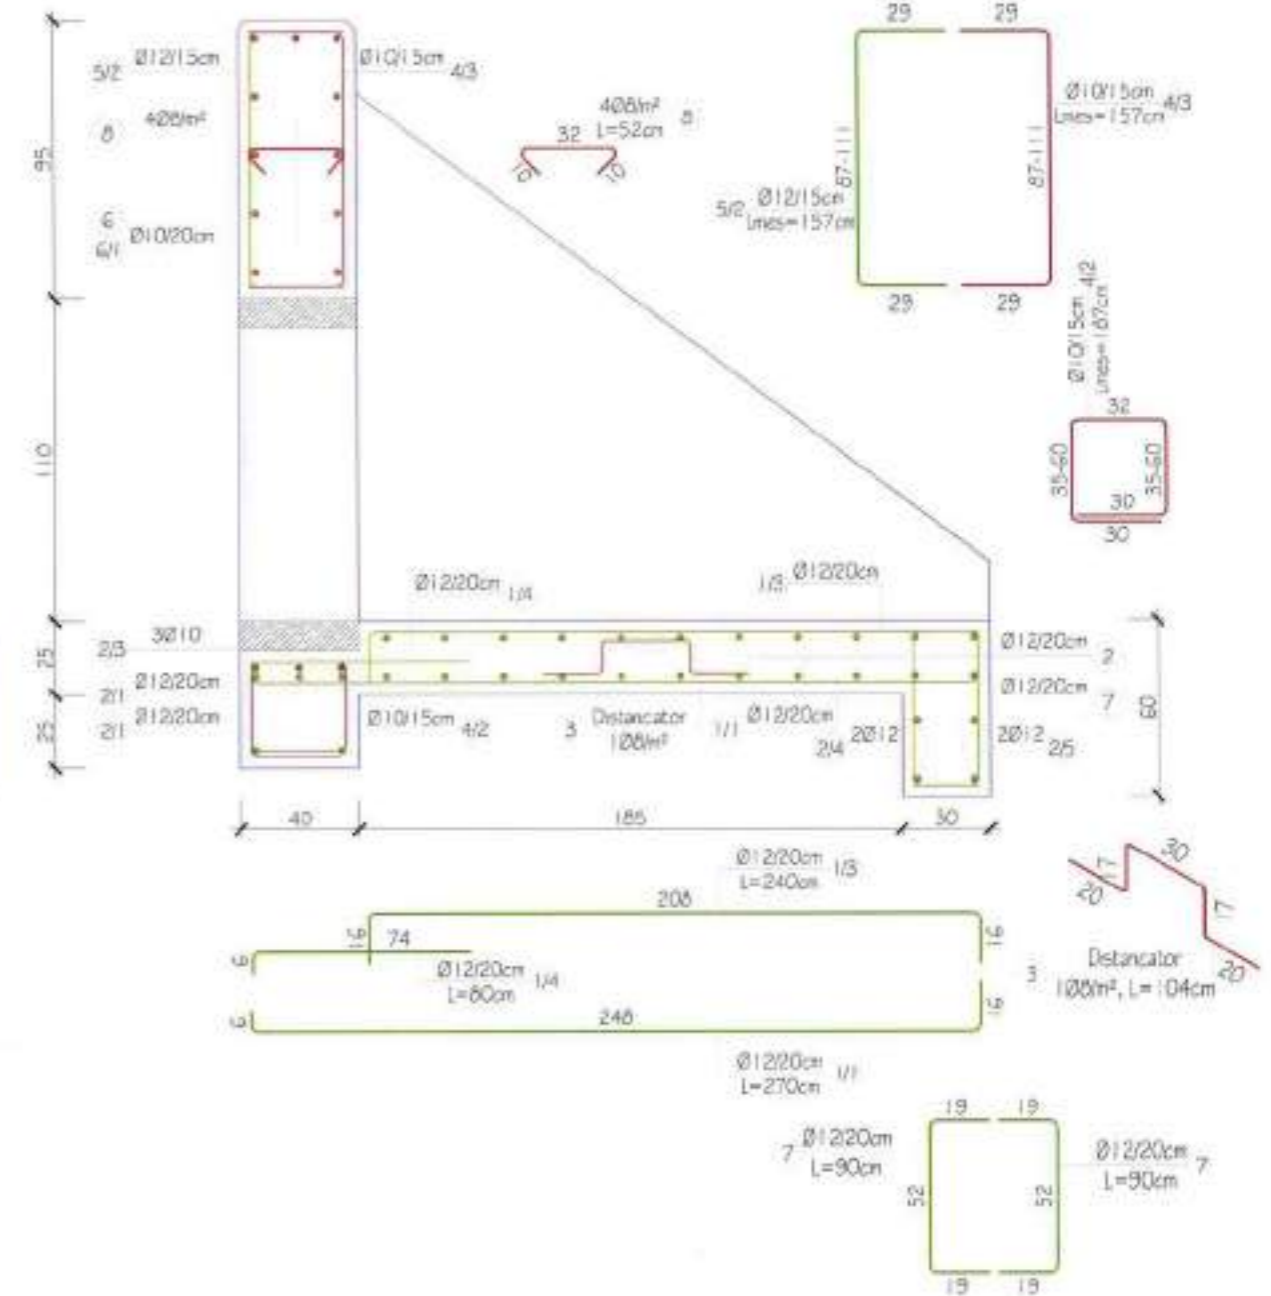 29 29
Ø12/15cm
5/2
Ø10/15cm
4/3
4Ø8/m²
8
95
6
6/1
Ø10/20cm
4Ø8/m²
L=52cm
8
32
10 10
Ø10/15cm
Lmes=157cm
4/3
87-111
87-111
5/2
Ø12/15cm
Lmes=157cm
29 29
Ø10/15cm
Lmes=187cm
4/2
32
35-60
35-60
30
30
110
Ø12/20cm 1/4
1/3 Ø12/20cm
3Ø10
2/3
25
Ø12/20cm
2/1
Ø12/20cm
2/1
25
Ø10/15cm 4/2
3
Distancator
1Ø8/m²
1/1 Ø12/20cm
2Ø12
2/4
Ø12/20cm
2
Ø12/20cm
7
2Ø12
2/5
60
40
185
30
Ø12/20cm
L=240cm
1/3
208
16
74
9
16
Ø12/20cm
L=80cm
1/4
16
9
248
Ø12/20cm
L=270cm
1/1
20
17
30
17
20
3
Distancator
1Ø8/m², L=104cm
19 19
7
Ø12/20cm
L=90cm
52
52
Ø12/20cm
L=90cm
7
19 19